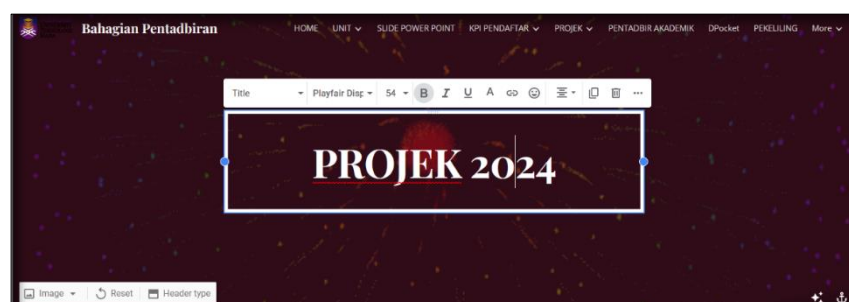 Bahagian Pentadbiran HOME UNIT SLIDE POWER POINT KPI PENDAFTAR PROJEK PENTADBIR AKADEMIK DPocket PEKELILING More
Title Playfair Disp 54 B I U A
PROJEK 2024
Image Reset Header type